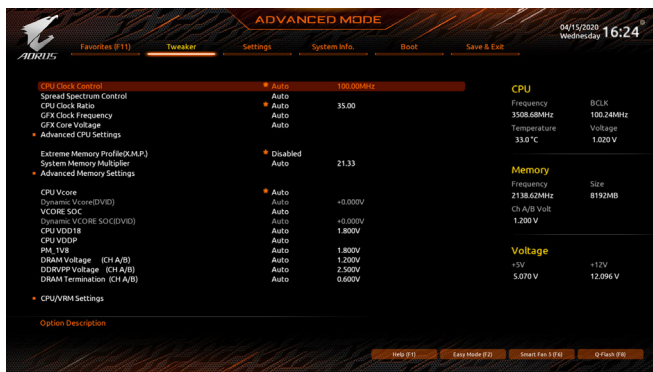 ADVANCED MODE
04/15/2020
Wednesday 16:24
AORUS
Favorites (F11) Tweaker Settings System Info. Boot Save & Exit
CPU Clock Control Auto 100.00MHz
Spread Spectrum Control Auto
CPU Clock Ratio Auto 35.00
GFX Clock Frequency Auto
GFX Core Voltage Auto
Advanced CPU Settings
Extreme Memory Profile(X.M.P.) Disabled
System Memory Multiplier Auto 21.33
Advanced Memory Settings
CPU Vcore Auto
Dynamic Vcore(DVID) Auto +0.000V
VCORE SOC Auto
Dynamic VCORE SOC(DVID) Auto +0.000V
CPU VDD18 Auto 1.800V
CPU VDDP Auto
PM_1V8 Auto 1.800V
DRAM Voltage (CH A/B) Auto 1.200V
DDRVPP Voltage (CH A/B) Auto 2.500V
DRAM Termination (CH A/B) Auto 0.600V
CPU/VRM Settings
Option Description
CPU
Frequency BCLK
3508.68MHz 100.24MHz
Temperature Voltage
33.0 °C 1.020 V
Memory
Frequency Size
2138.62MHz 8192MB
Ch A/B Volt
1.200 V
Voltage
+5V +12V
5.070 V 12.096 V
Help (F1) Easy Mode (F2) Smart Fan 5 (F6) Q-Flash (F8)